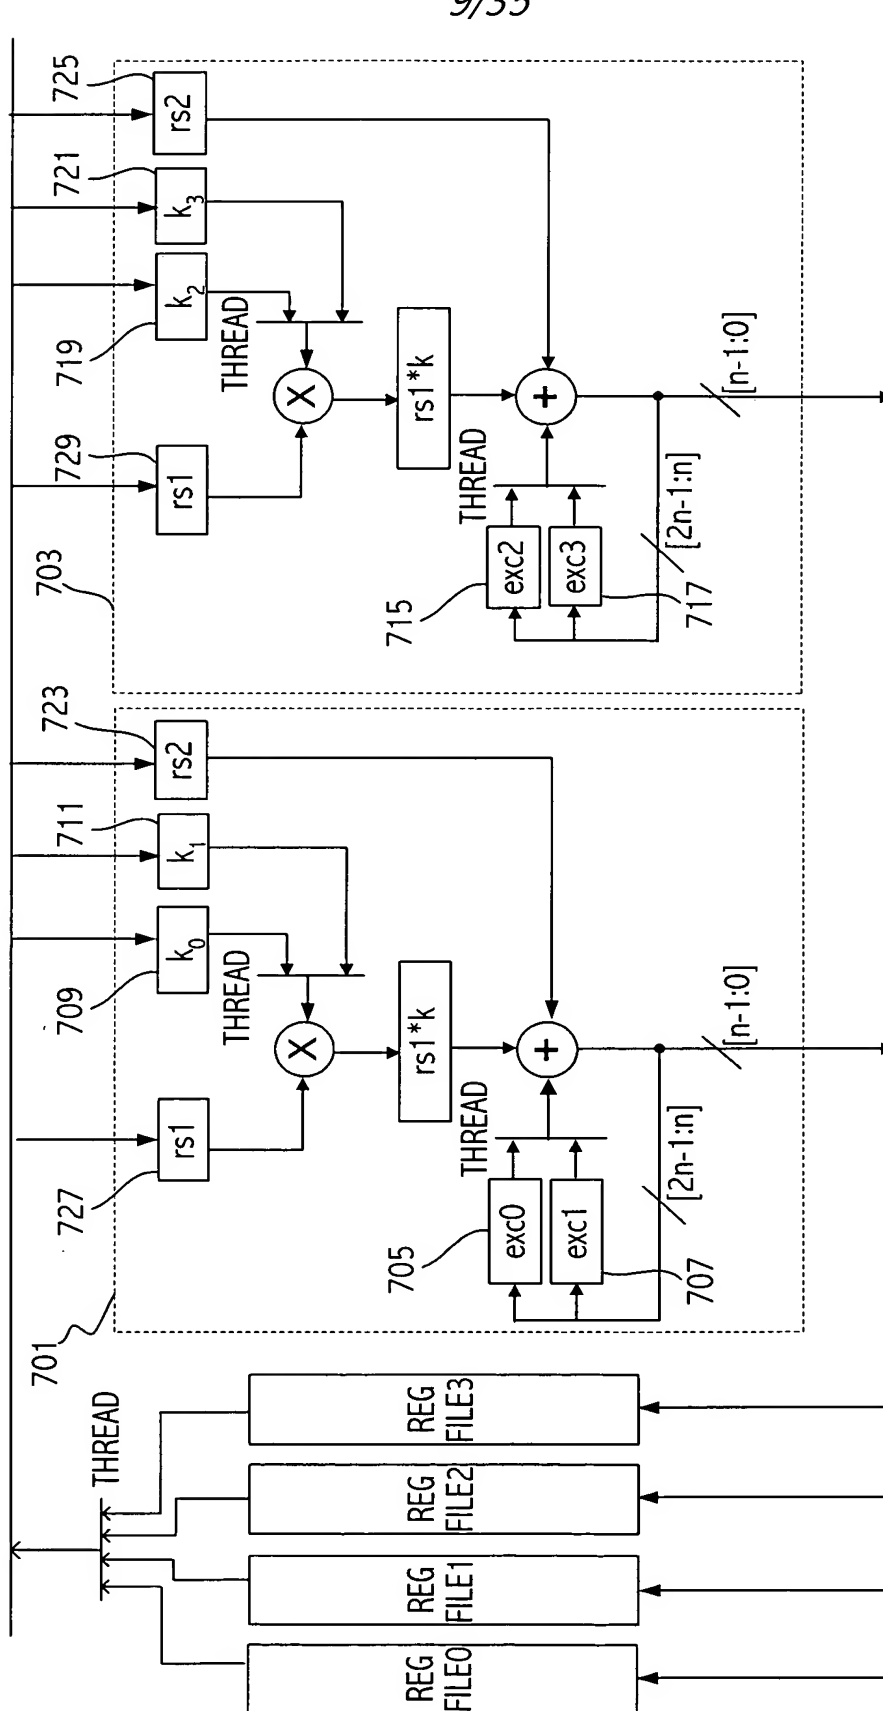 9/35
REG
FILE0
REG
FILE1
REG
FILE2
REG
FILE3
THREAD
701
727
rs1
709
k0
711
k1
723
rs2
THREAD
X
rs1*k
THREAD
+
705
exc0
exc1
707
[2n-1:n]
[n-1:0]
703
729
rs1
719
k2
721
k3
725
rs2
THREAD
X
rs1*k
THREAD
+
715
exc2
exc3
717
[2n-1:n]
[n-1:0]